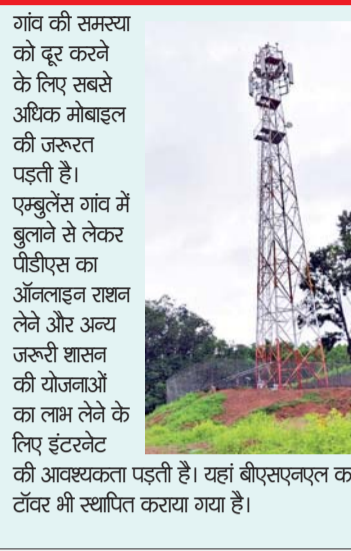 गांव की समस्या
को दूर करने
के लिए सबसे
अधिक मोबाइल
की जरूरत
पड़ती है।
एम्बुलेंस गांव में
बुलाने से लेकर
पीडीएस का
ऑनलाइन राशन
लेने और अन्य
जरूरी शासन
की योजनाओं
का लाभ लेने के
लिए इंटरनेट
की आवश्यकता पड़ती है। यहां बीएसएनएल क
टॉवर भी स्थापित कराया गया है।